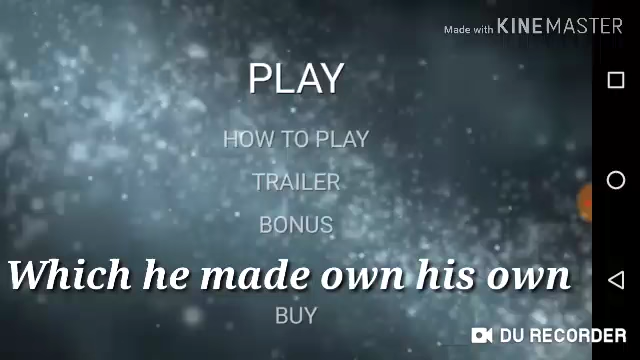 Made with KINEMASTER
PLAY
HOW TO PLAY
TRAILER
BONUS
Which he made own his own
BUY
DU RECORDER